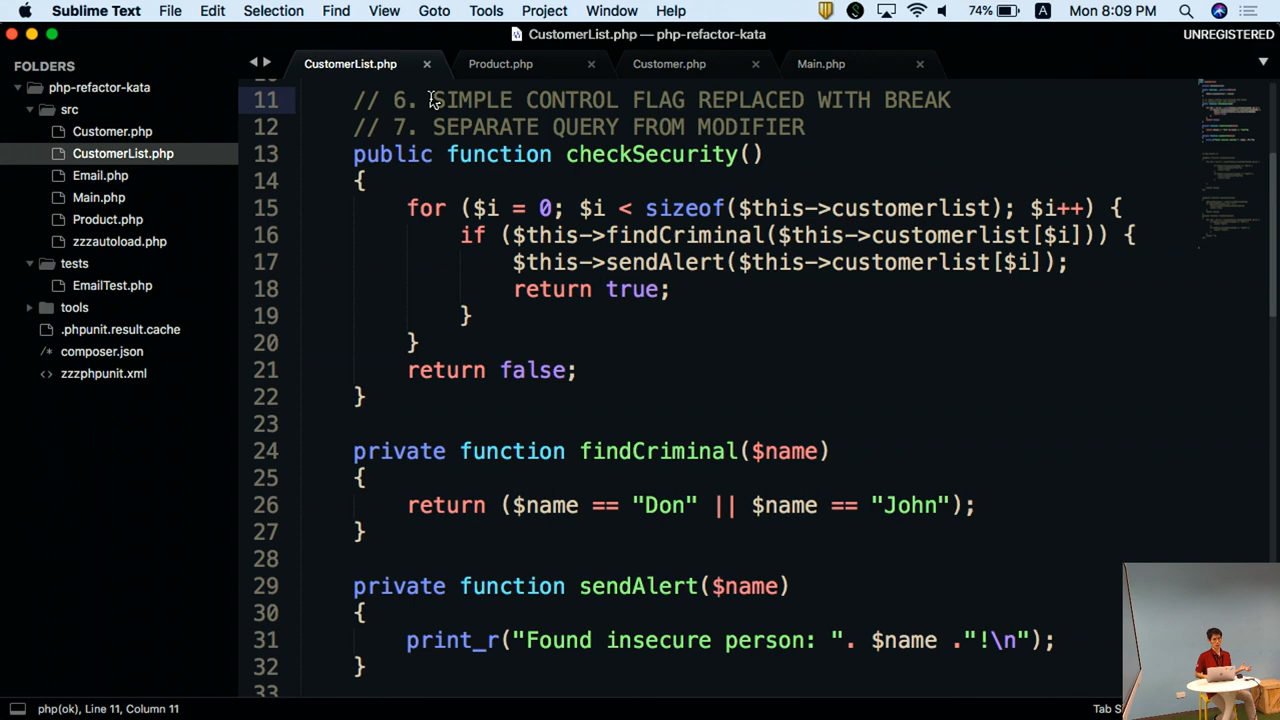 Sublime Text File Edit Selection Find View Goto Tools Project Window Help 74% A Mon 8:09 PM
CustomerList.php — php-refactor-kata
UNREGISTERED
FOLDERS
php-refactor-kata
src
Customer.php
CustomerList.php
Email.php
Main.php
Product.php
zzzautoload.php
tests
EmailTest.php
tools
.phpunit.result.cache
composer.json
zzzphpunit.xml
CustomerList.php Product.php Customer.php Main.php
11 // 6. SIMPLE CONTROL FLAG REPLACED WITH BREAK
12 // 7. SEPARATE QUERY FROM MODIFIER
13 public function checkSecurity()
14 {
15 for ($i = 0; $i < sizeof($this->customerlist); $i++) {
16 if ($this->findCriminal($this->customerlist[$i])) {
17 $this->sendAlert($this->customerlist[$i]);
18 return true;
19 }
20 }
21 return false;
22 }
23
24 private function findCriminal($name)
25 {
26 return ($name == "Don" || $name == "John");
27 }
28
29 private function sendAlert($name)
30 {
31 print_r("Found insecure person: ". $name ."!\n");
32 }
33
php(ok), Line 11, Column 11
Tab